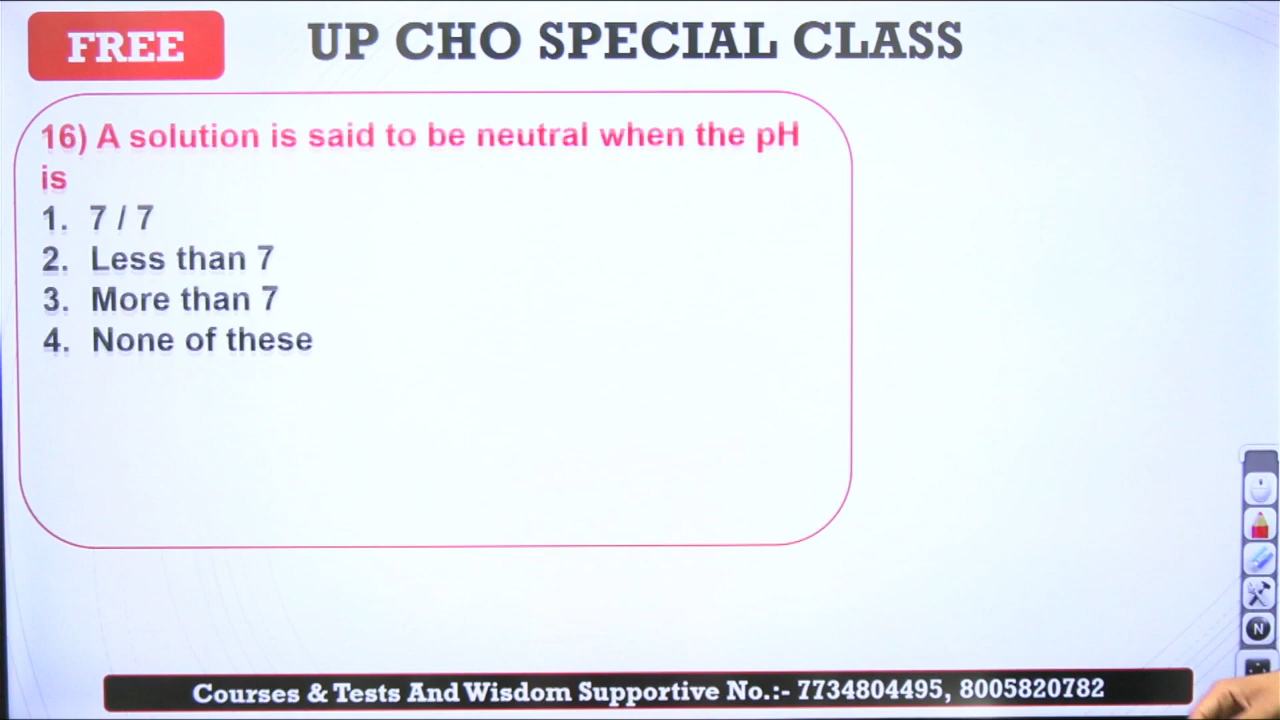 FREE
UP CHO SPECIAL CLASS
16) A solution is said to be neutral when the pH
is
1. 7 / 7
2. Less than 7
3. More than 7
4. None of these
N
Courses & Tests And Wisdom Supportive No.:- 7734804495, 8005820782